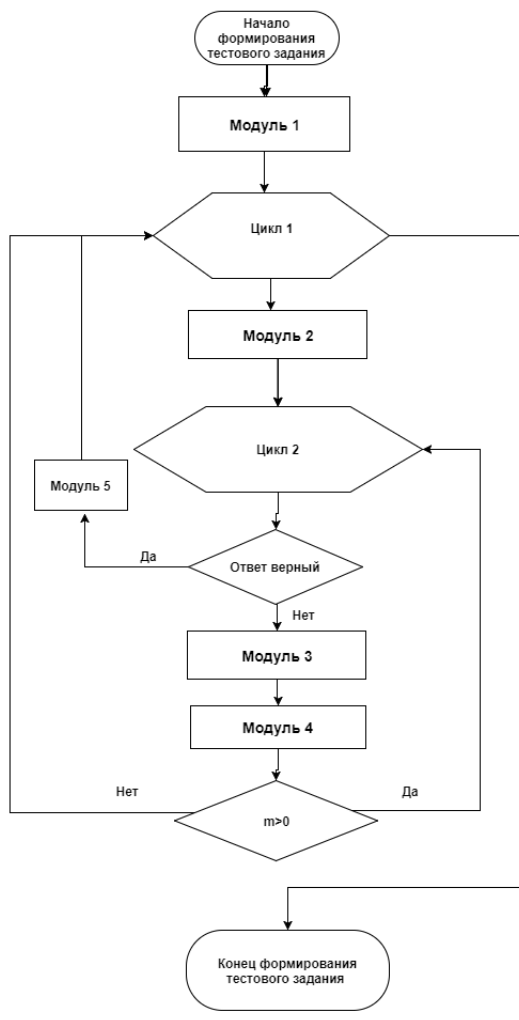 Начало
формирования
тестового задания
Модуль 1
Цикл 1
Модуль 2
Цикл 2
Модуль 5
Да
Ответ верный
Нет
Модуль 3
Модуль 4
Нет
Да
m>0
Конец формирования
тестового задания